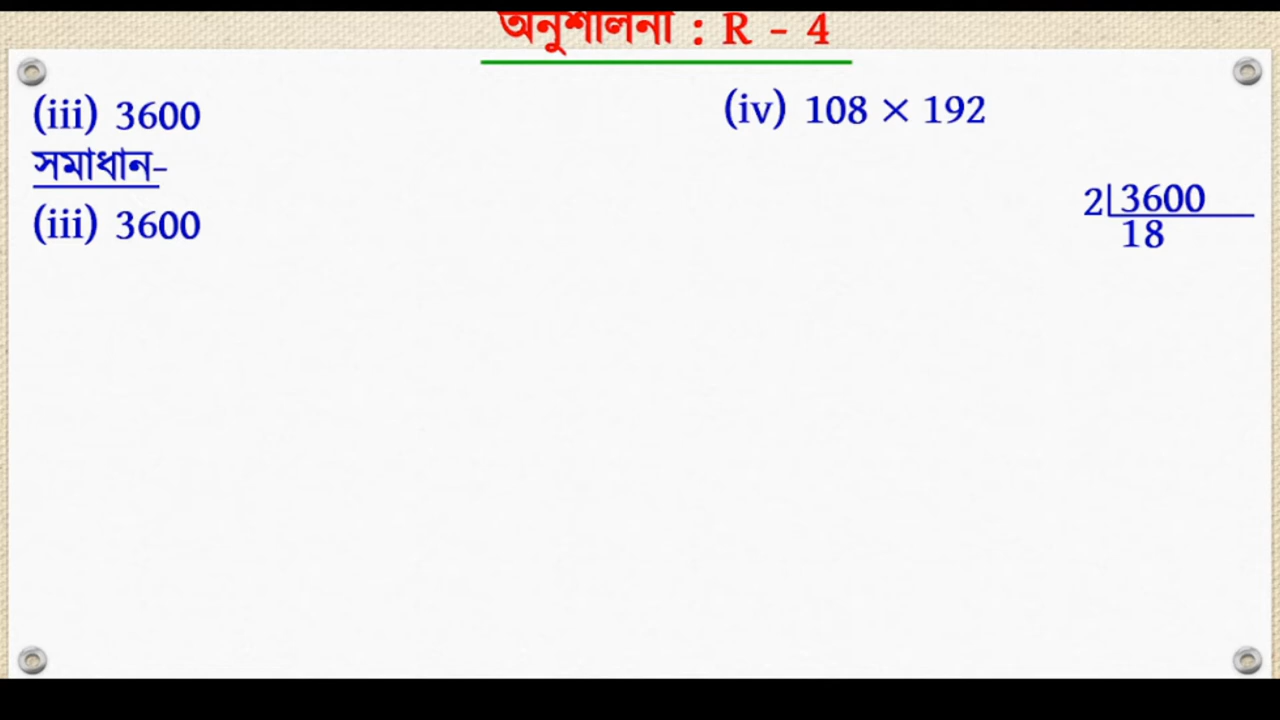 অনুশীলনী : R - 4
(iii) 3600
(iv) 108 × 192
সমাধান-
(iii) 3600
2 3600
18